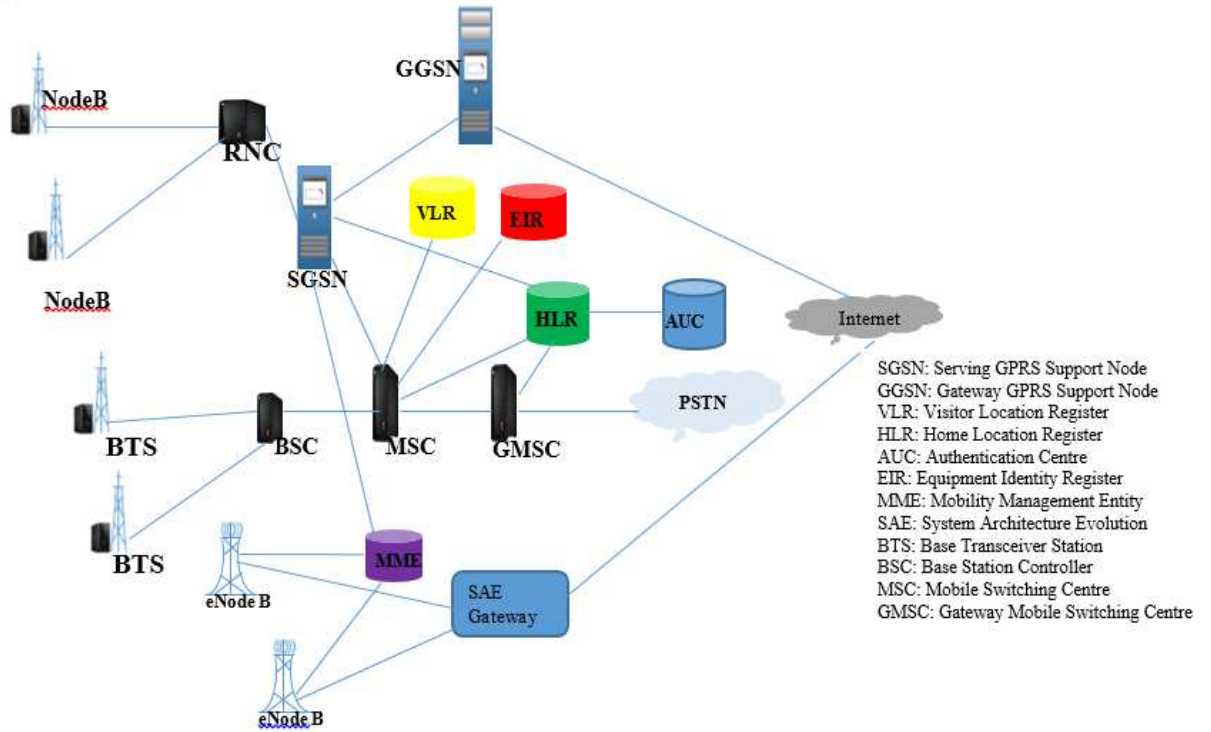 GGSN
NodeB
RNC
VLR
EIR
SGSN
NodeB
HLR
AUC
Internet
PSTN
BTS
BSC
MSC
GMSC
BTS
MME
eNode B
SAE
Gateway
eNode B
SGSN: Serving GPRS Support Node
GGSN: Gateway GPRS Support Node
VLR: Visitor Location Register
HLR: Home Location Register
AUC: Authentication Centre
EIR: Equipment Identity Register
MME: Mobility Management Entity
SAE: System Architecture Evolution
BTS: Base Transceiver Station
BSC: Base Station Controller
MSC: Mobile Switching Centre
GMSC: Gateway Mobile Switching Centre